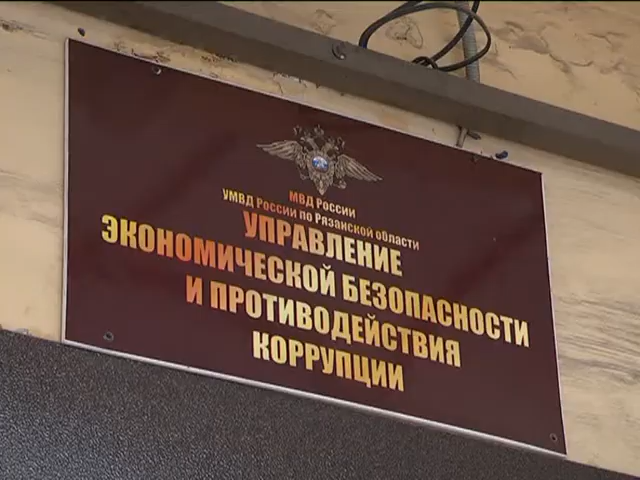 МВД России
УМВД России по Рязанской области
УПРАВЛЕНИЕ
ЭКОНОМИЧЕСКОЙ БЕЗОПАСНОСТИ
И ПРОТИВОДЕЙСТВИЯ
КОРРУПЦИИ